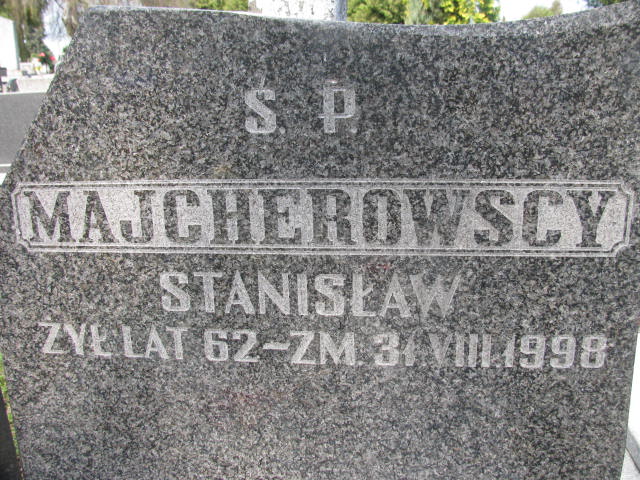 Ś. P.
MAJCHEROWSCY
STANISŁAW
ŻYŁ LAT 62 – ZM. 31 VIII. 1998